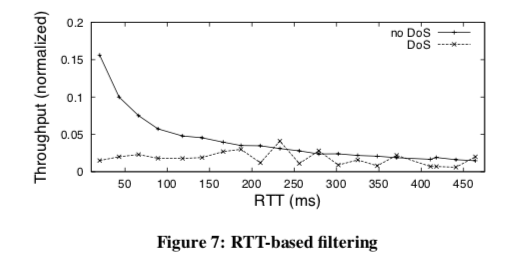 0.2
0.15
0.1
0.05
0
Throughput (normalized)
no DoS
DoS
50 100 150 200 250 300 350 400 450
RTT (ms)
Figure 7: RTT-based filtering